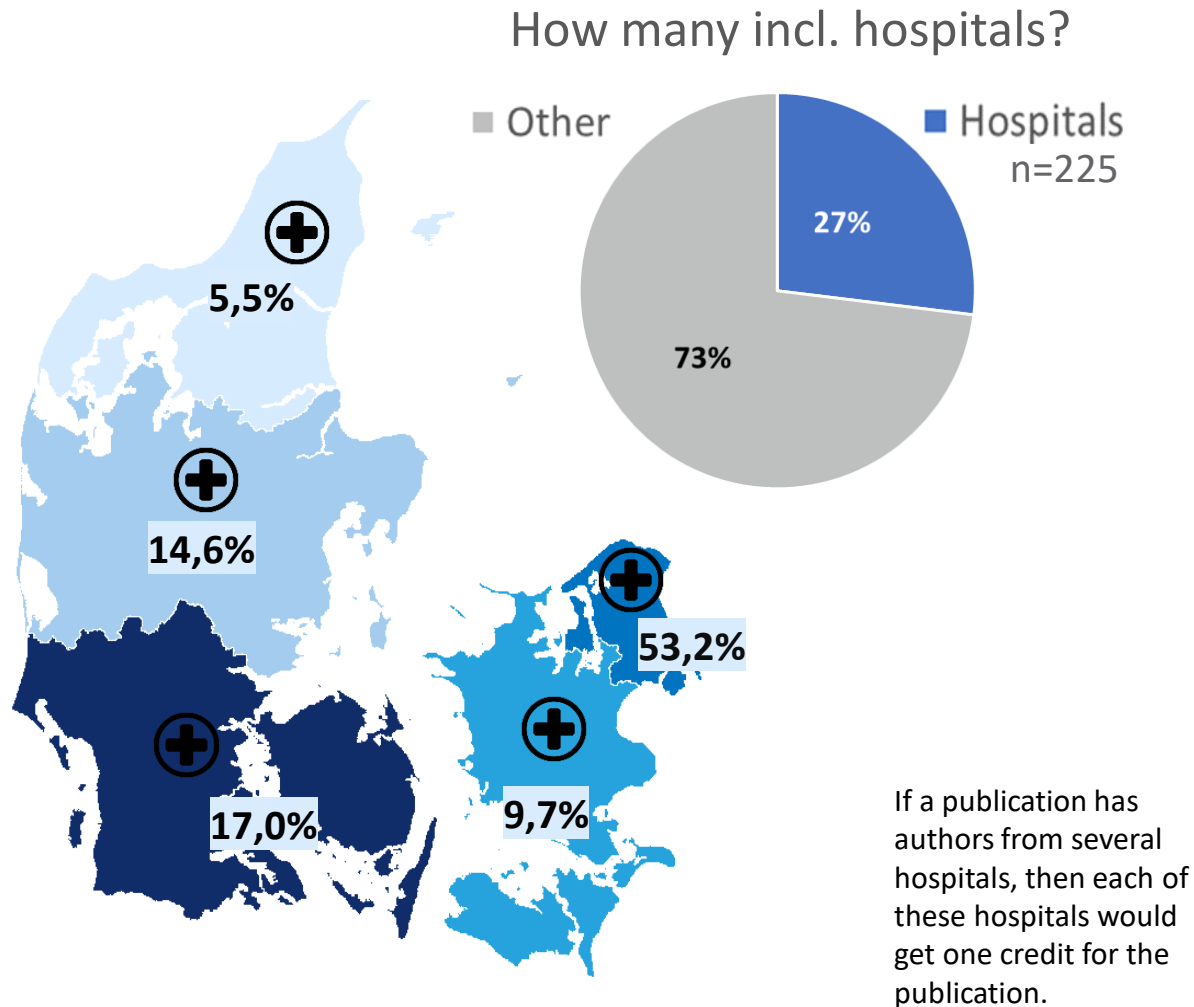 How many incl. hospitals?
Other
Hospitals
n=225
27%
73%
5,5%
14,6%
53,2%
17,0%
9,7%
If a publication has
authors from several
hospitals, then each of
these hospitals would
get one credit for the
publication.